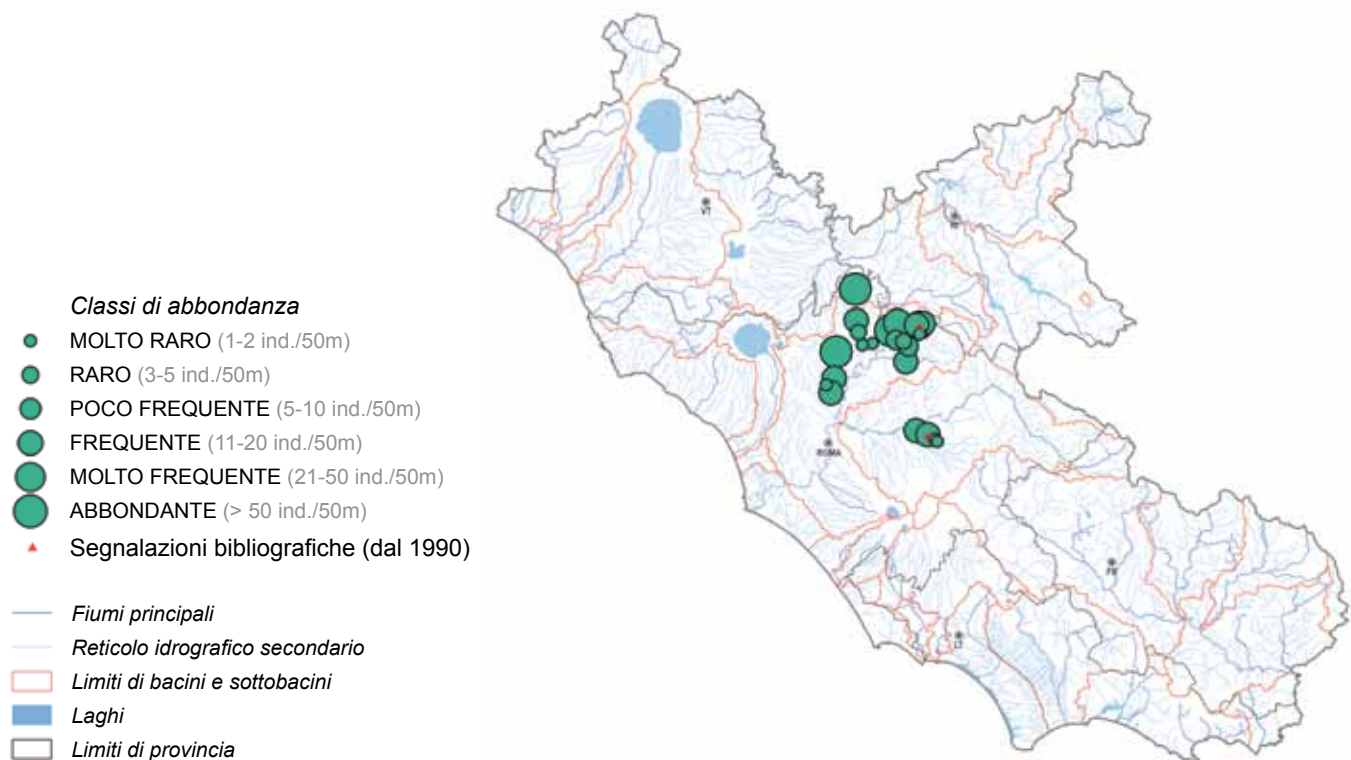 Classi di abbondanza
MOLTO RARO (1-2 ind./50m)
RARO (3-5 ind./50m)
POCO FREQUENTE (5-10 ind./50m)
FREQUENTE (11-20 ind./50m)
MOLTO FREQUENTE (21-50 ind./50m)
ABBONDANTE (> 50 ind./50m)
Segnalazioni bibliografiche (dal 1990)
Fiumi principali
Reticolo idrografico secondario
Limiti di bacini e sottobacini
Laghi
Limiti di provincia
VT
ROMA
FR
LT